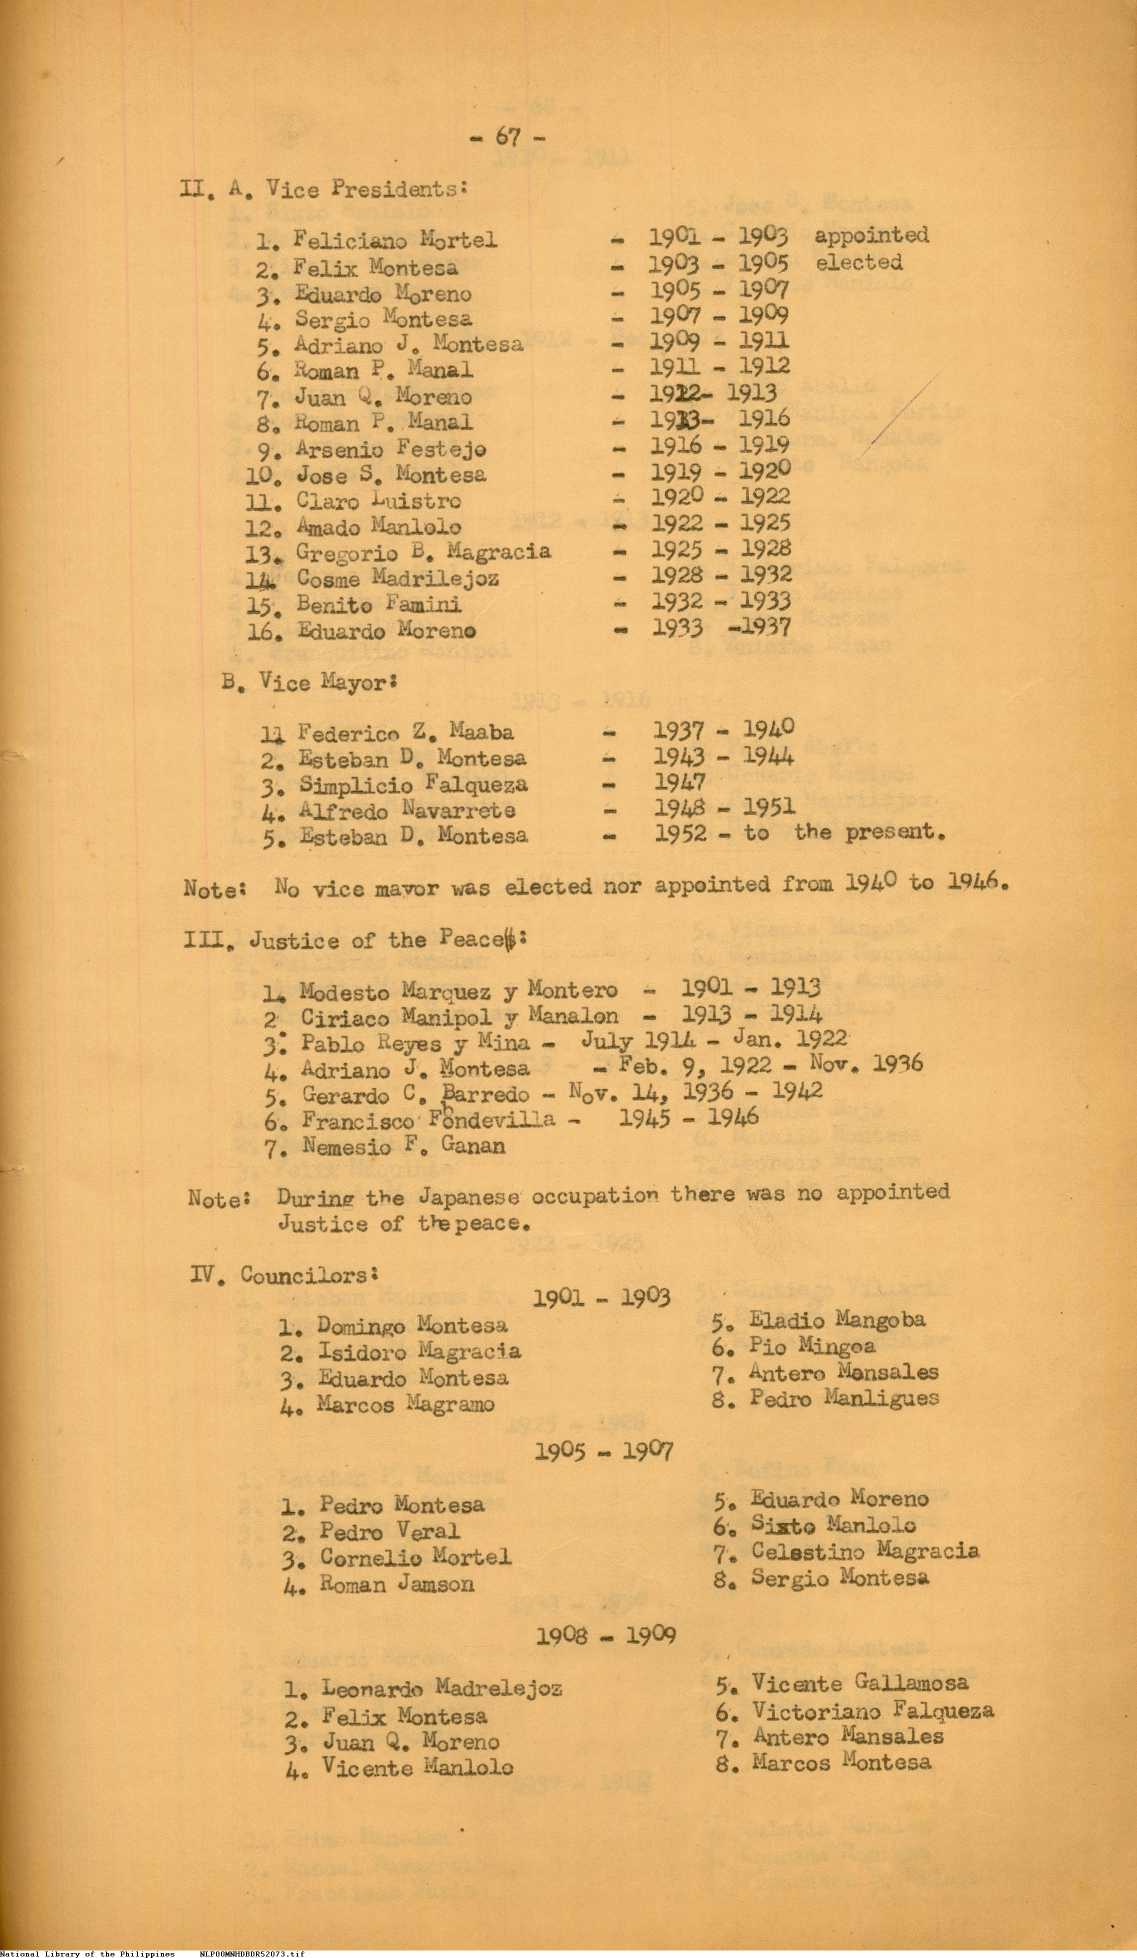 - 67 -
II. A. Vice Presidents:
1. Feliciano Mortel - 1901 - 1903 appointed
2. Felix Montesa - 1903 - 1905 elected
3. Eduardo Moreno - 1905 - 1907
4. Sergio Montesa - 1907 - 1909
5. Adriano J. Montesa - 1909 - 1911
6. Roman P. Manal - 1911 - 1912
7. Juan Q. Moreno - 1912- 1913
8. Roman P. Manal - 1913- 1916
9. Arsenio Festejo - 1916 - 1919
10. Jose S. Montesa - 1919 - 1920
11. Claro Luistro - 1920 - 1922
12. Amado Manlolo - 1922 - 1925
13. Gregorio B. Magracia - 1925 - 1928
14. Cosme Madrilejoz - 1928 - 1932
15. Benito Famini - 1932 - 1933
16. Eduardo Moreno - 1933 -1937
B. Vice Mayor:
1. Federico Z. Maaba - 1937 - 1940
2. Esteban D. Montesa - 1943 - 1944
3. Simplicio Falqueza - 1947
4. Alfredo Navarrete - 1948 - 1951
5. Esteban D. Montesa - 1952 - to the present.
Note: No vice mayor was elected nor appointed from 1940 to 1946.
III. Justice of the Peace:
1. Modesto Marquez y Montero - 1901 - 1913
2 Ciriaco Manipol y Manalon - 1913 - 1914
3. Pablo Reyes y Mina - July 1914 - Jan. 1922
4. Adriano J. Montesa - Feb. 9, 1922 - Nov. 1936
5. Gerardo C. Barredo - Nov. 14, 1936 - 1942
6. Francisco Fondevilla - 1945 - 1946
7. Nemesio F. Ganan
Note: During the Japanese occupation there was no appointed
Justice of the peace.
IV. Councilors:
1901 - 1903
1. Domingo Montesa 5. Eladio Mangoba
2. Isidoro Magracia 6. Pio Mingoa
3. Eduardo Montesa 7. Antero Mansales
4. Marcos Magramo 8. Pedro Manligues
1905 - 1907
1. Pedro Montesa 5. Eduardo Moreno
2. Pedro Veral 6. Sixto Manlolo
3. Cornelio Mortel 7. Celestino Magracia
4. Roman Jamson 8. Sergio Montesa
1908 - 1909
1. Leonardo Madrelejoz 5. Vicente Gallamosa
2. Felix Montesa 6. Victoriano Falqueza
3. Juan Q. Moreno 7. Antero Mansales
4. Vicente Manlolo 8. Marcos Montesa
National Library of the Philippines NLPOOMNHDBDR52073.tif